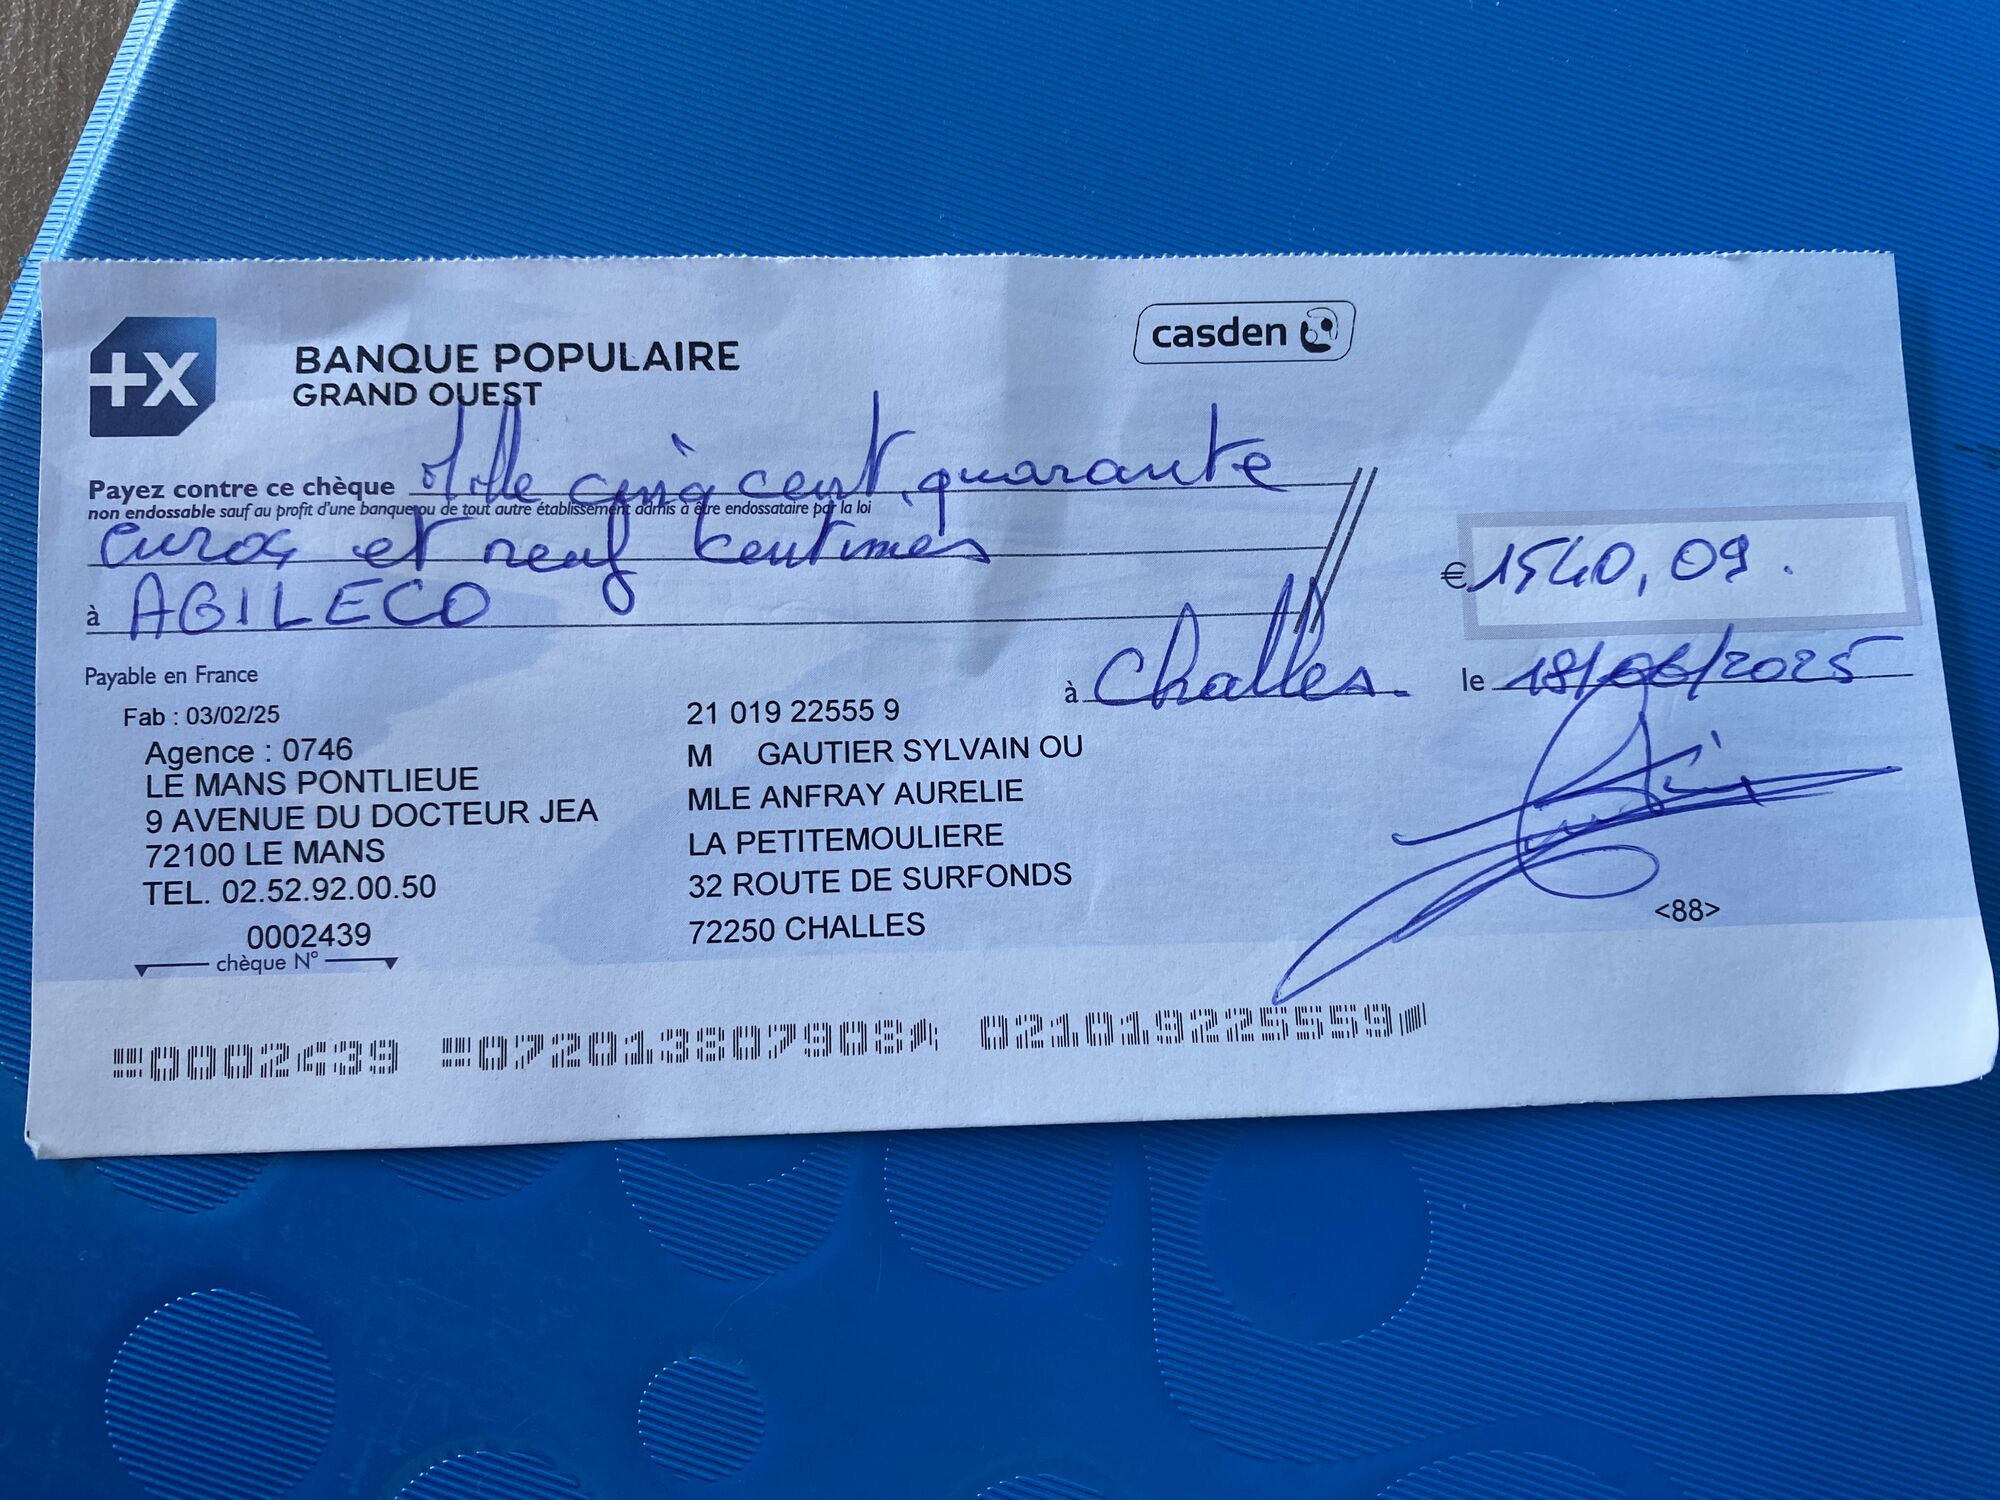 +X
BANQUE POPULAIRE
GRAND OUEST
casden
Payez contre ce chèque Mille cinq cent quarante
non endossable sauf au profit d'une banque ou de tout autre établissement admis à être endossataire par la loi
euros et neuf centimes
€ 1540,09.
à AGILECO
Payable en France
à Challes.
le 18/06/2025
Fab : 03/02/25
Agence : 0746
LE MANS PONTLIEUE
9 AVENUE DU DOCTEUR JEA
72100 LE MANS
TEL. 02.52.92.00.50
0002439
chèque N°
21 019 22555 9
M GAUTIER SYLVAIN OU
MLE ANFRAY AURELIE
LA PETITEMOULIERE
32 ROUTE DE SURFONDS
72250 CHALLES
<88>
0002439 072013807908 021019225559